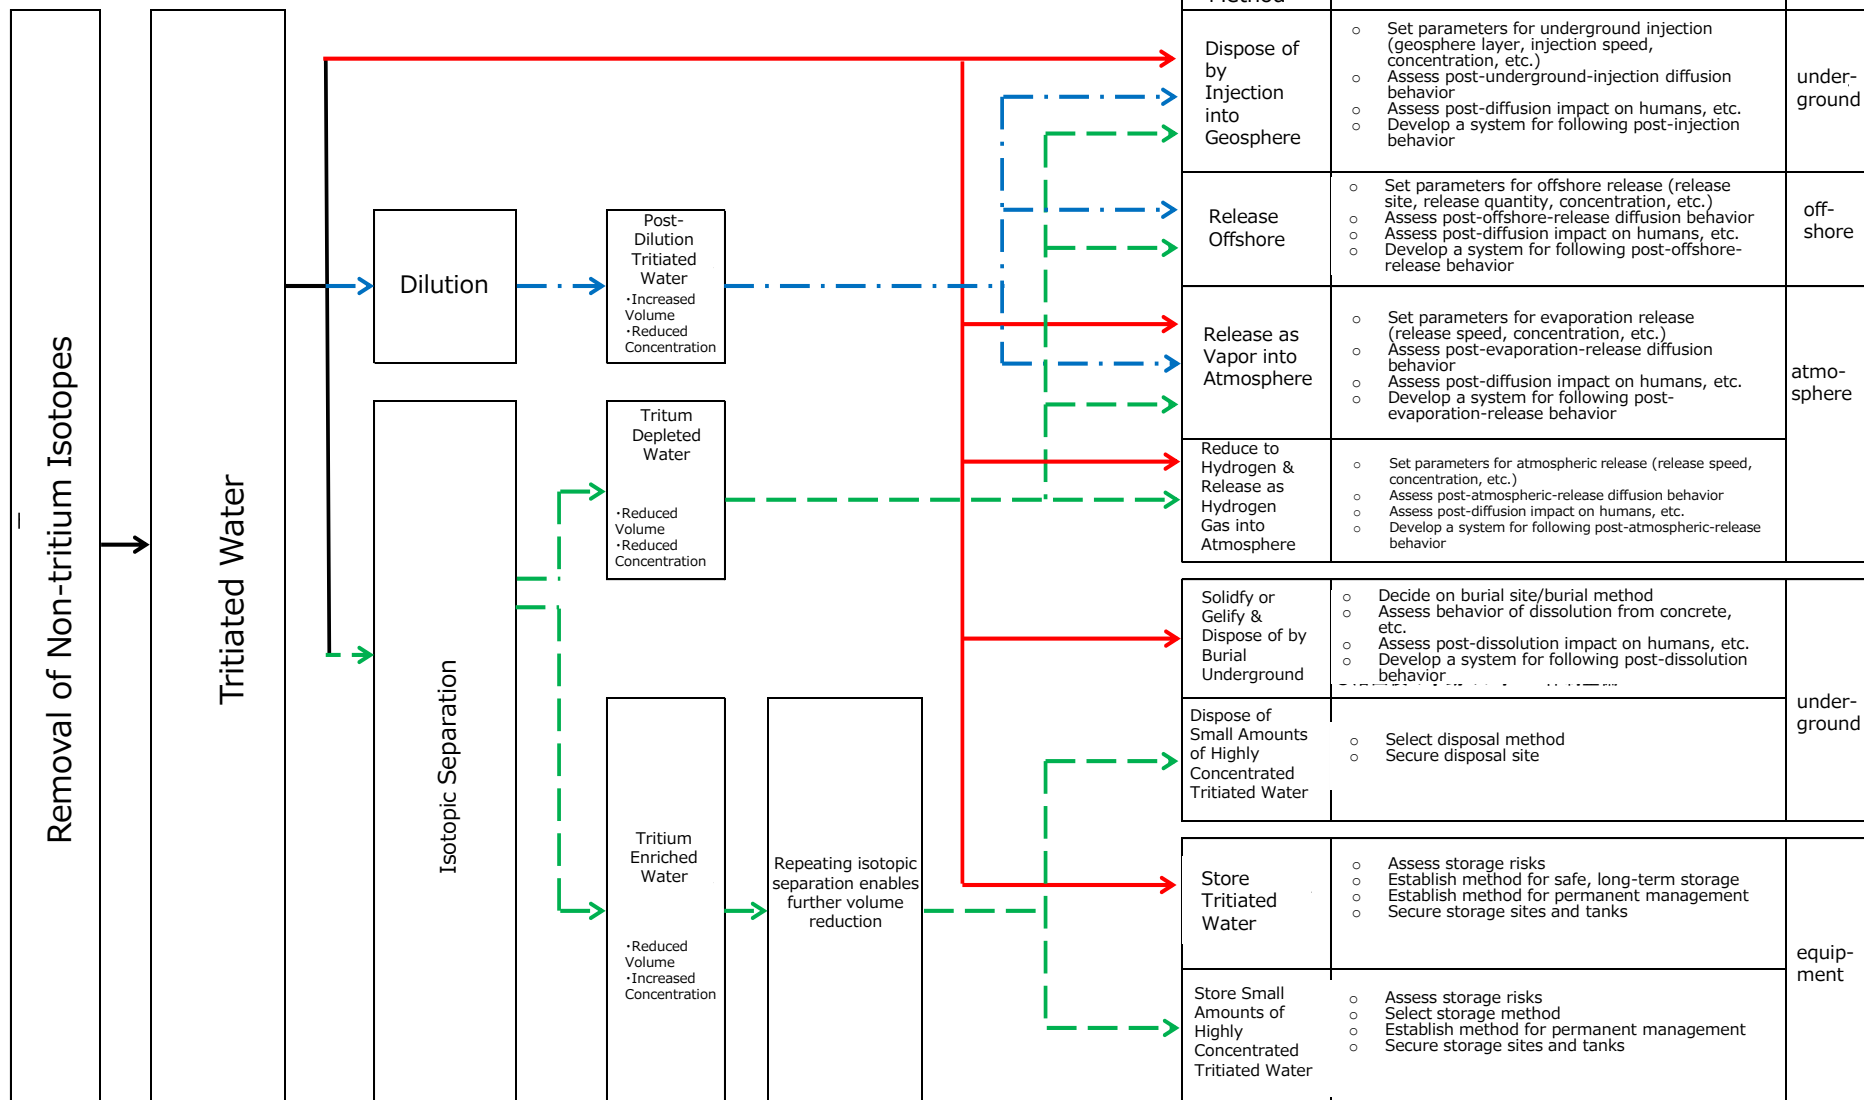 Removal of Non-tritium Isotopes
Tritiated Water
Dilution
Isotopic Separation
Post-
Dilution
Tritiated
Water
・Increased
Volume
・Reduced
Concentration
Tritum
Depleted
Water
・Reduced
Volume
・Reduced
Concentration
Tritium
Enriched
Water
・Reduced
Volume
・Increased
Concentration
Repeating isotopic
separation enables
further volume
reduction
Dispose of
by
Injection
into
Geosphere
○ Set parameters for underground injection
(geosphere layer, injection speed,
concentration, etc.)
○ Assess post-underground-injection diffusion
behavior
○ Assess post-diffusion impact on humans, etc.
○ Develop a system for following post-injection
behavior
under-
ground
Release
Offshore
○ Set parameters for offshore release (release
site, release quantity, concentration, etc.)
○ Assess post-offshore-release diffusion behavior
○ Assess post-diffusion impact on humans, etc.
○ Develop a system for following post-offshore-
release behavior
off-
shore
Release as
Vapor into
Atmosphere
○ Set parameters for evaporation release
(release speed, concentration, etc.)
○ Assess post-evaporation-release diffusion
behavior
○ Assess post-diffusion impact on humans, etc.
○ Develop a system for following post-
evaporation-release behavior
atmo-
sphere
Reduce to
Hydrogen &
Release as
Hydrogen
Gas into
Atmosphere
○ Set parameters for atmospheric release (release speed,
concentration, etc.)
○ Assess post-atmospheric-release diffusion behavior
○ Assess post-diffusion impact on humans, etc.
○ Develop a system for following post-atmospheric-release
behavior
Solidfy or
Gelify &
Dispose of by
Burial
Underground
○ Decide on burial site/burial method
○ Assess behavior of dissolution from concrete,
etc.
○ Assess post-dissolution impact on humans, etc.
○ Develop a system for following post-dissolution
behavior
under-
ground
Dispose of
Small Amounts
of Highly
Concentrated
Tritiated Water
○ Select disposal method
○ Secure disposal site
Store
Tritiated
Water
○ Assess storage risks
○ Establish method for safe, long-term storage
○ Establish method for permanent management
○ Secure storage sites and tanks
equip-
ment
Store Small
Amounts of
Highly
Concentrated
Tritiated Water
○ Assess storage risks
○ Select storage method
○ Establish method for permanent management
○ Secure storage sites and tanks